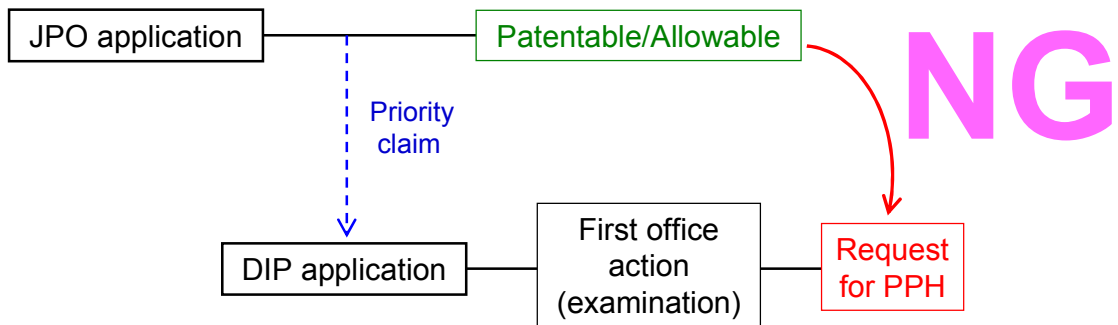 JPO application
Patentable/Allowable
NG
Priority
claim
DIP application
First office
action
(examination)
Request
for PPH